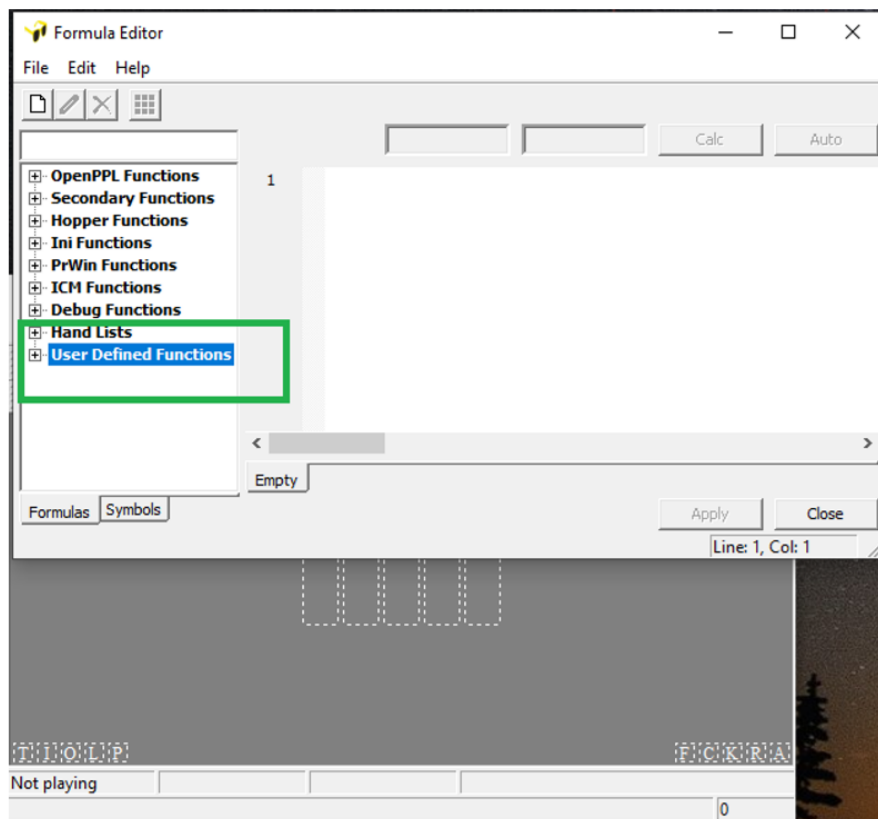 Formula Editor
File Edit Help
Calc Auto
OpenPPL Functions
1
Secondary Functions
Hopper Functions
Ini Functions
PrWin Functions
ICM Functions
Debug Functions
Hand Lists
User Defined Functions
Empty
Formulas Symbols
Apply Close
Line: 1, Col: 1
T I O L P F C K R A
Not playing
0